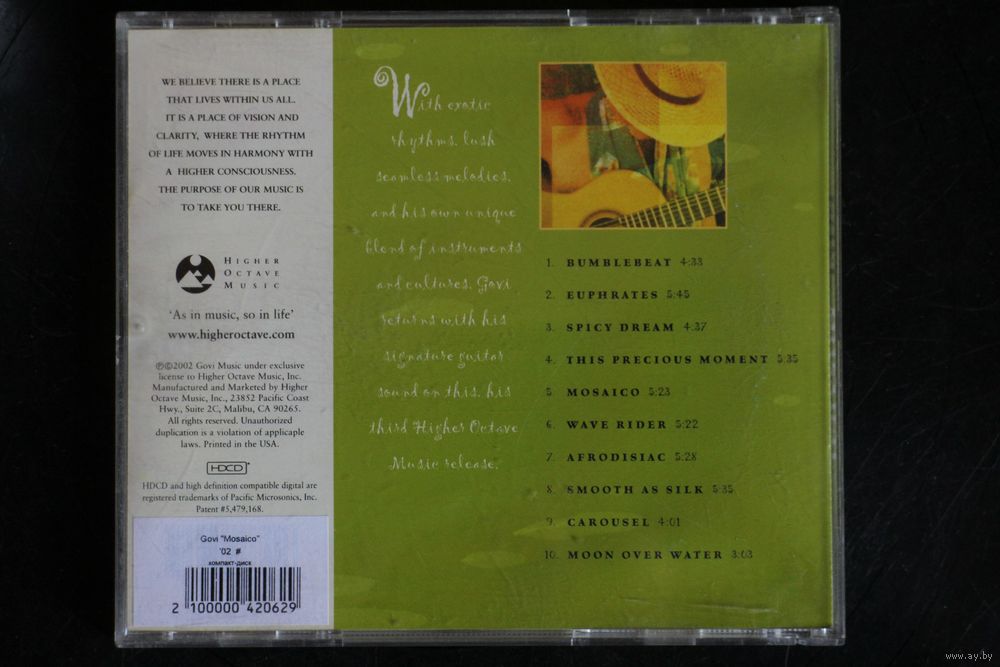 WE BELIEVE THERE IS A PLACE
THAT LIVES WITHIN US ALL.
IT IS A PLACE OF VISION AND
CLARITY, WHERE THE RHYTHM
OF LIFE MOVES IN HARMONY WITH
A HIGHER CONSCIOUSNESS.
THE PURPOSE OF OUR MUSIC IS
TO TAKE YOU THERE.
HIGHER
OCTAVE
MUSIC
'As in music, so in life'
www.higheroctave.com
℗©2002 Govi Music under exclusive
license to Higher Octave Music, Inc.
Manufactured and Marketed by Higher
Octave Music, Inc., 23852 Pacific Coast
Hwy., Suite 2C, Malibu, CA 90265.
All rights reserved. Unauthorized
duplication is a violation of applicaple
laws. Printed in the USA.
HDCD®
HDCD and high definition compatible digital are
registered trademarks of Pacific Microsonics, Inc.
Patent #5,479,168.
Govi "Mosaico"
'02 #
компакт-диск
2 100000 420629
With exotic
rhythms, lush
seamless melodies,
and his own unique
blend of instruments
and cultures, Govi
returns with his
signature guitar
sound on this, his
third Higher Octave
Music release.
1. BUMBLEBEAT 4:33
2. EUPHRATES 5:45
3. SPICY DREAM 4:37
4. THIS PRECIOUS MOMENT 5:35
5. MOSAICO 5:23
6. WAVE RIDER 5:22
7. AFRODISIAC 5:28
8. SMOOTH AS SILK 5:35
9. CAROUSEL 4:01
10. MOON OVER WATER 3:03
www.ay.by